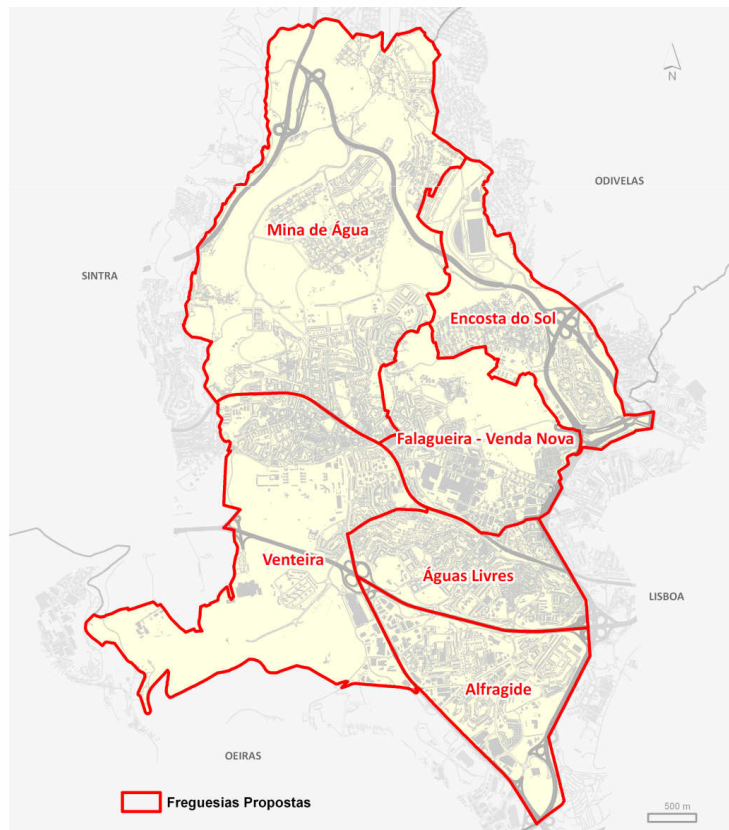 N
ODIVELAS
Mina de Água
SINTRA
Encosta do Sol
Falagueira - Venda Nova
Venteira
Águas Livres
LISBOA
Alfragide
OEIRAS
Freguesias Propostas
500 m